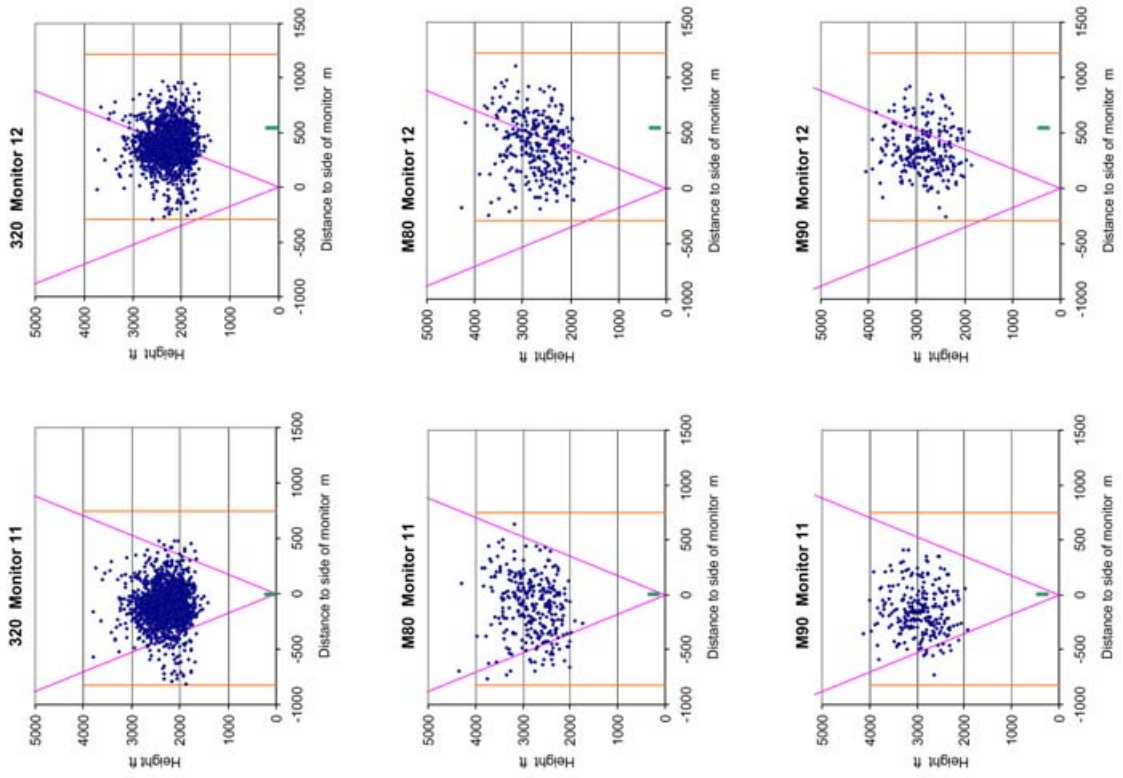 320 Monitor 11
Height ft
5000
4000
3000
2000
1000
0
-1000 -500 0 500 1000 1500
Distance to side of monitor m
320 Monitor 12
Height ft
5000
4000
3000
2000
1000
0
-1000 -500 0 500 1000 1500
Distance to side of monitor m
M80 Monitor 11
Height ft
5000
4000
3000
2000
1000
0
-1000 -500 0 500 1000 1500
Distance to side of monitor m
M80 Monitor 12
Height ft
5000
4000
3000
2000
1000
0
-1000 -500 0 500 1000 1500
Distance to side of monitor m
M90 Monitor 11
Height ft
5000
4000
3000
2000
1000
0
-1000 -500 0 500 1000 1500
Distance to side of monitor m
M90 Monitor 12
Height ft
5000
4000
3000
2000
1000
0
-1000 -500 0 500 1000 1500
Distance to side of monitor m